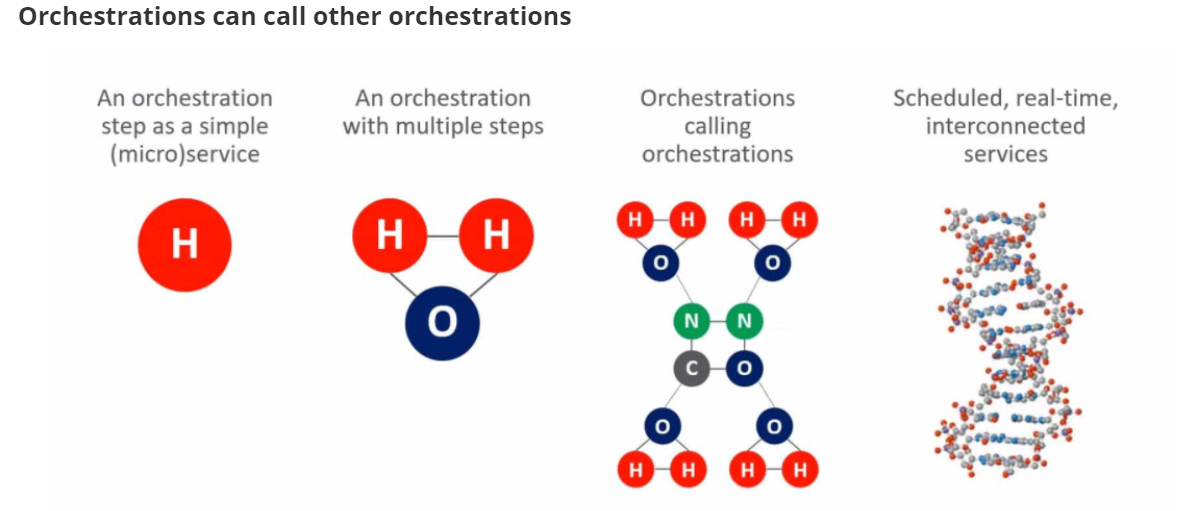 Orchestrations can call other orchestrations
An orchestration
step as a simple
(micro)service
An orchestration
with multiple steps
Orchestrations
calling
orchestrations
Scheduled, real-time,
interconnected
services
H
H H
O
H H H H
O O
N N
C O
O O
H H H H